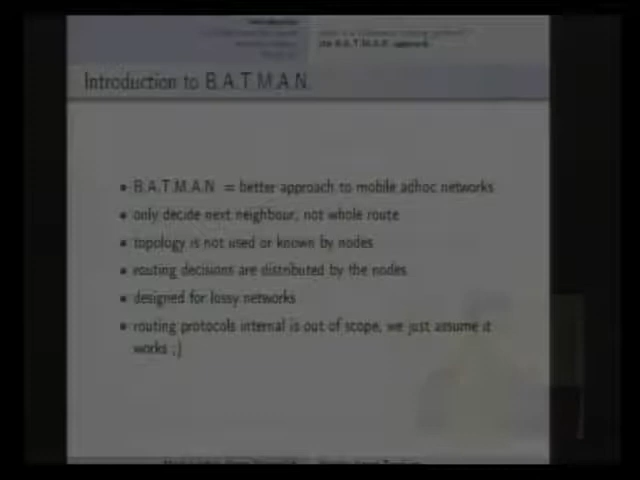 the B.A.T.M.A.N. approach
Introduction to B.A.T.M.A.N.
• B.A.T.M.A.N = better approach to mobile adhoc networks
• only decide next neighbour, not whole route
• topology is not used or known by nodes
• routing decisions are distributed by the nodes
• designed for lossy networks
• routing protocols internal is out of scope, we just assume it
works ;)